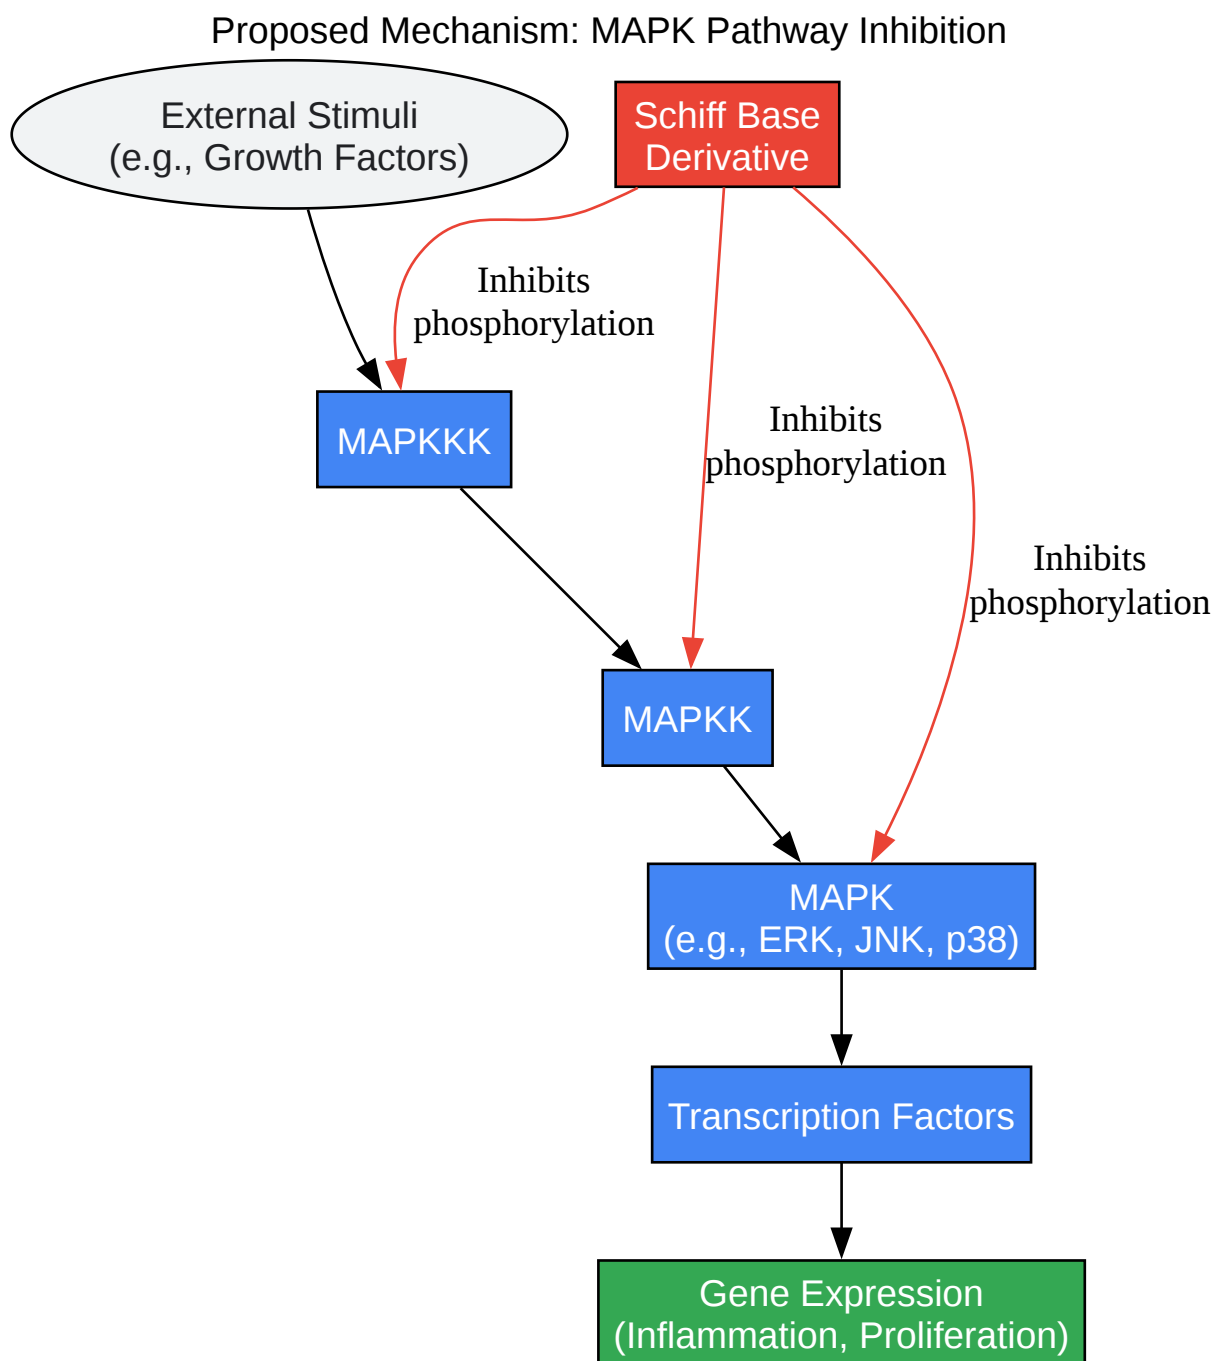 Proposed Mechanism: MAPK Pathway Inhibition
External Stimuli
(e.g., Growth Factors)
Schiff Base
Derivative
Inhibits
phosphorylation
Inhibits
phosphorylation
Inhibits
phosphorylation
MAPKKK
MAPKK
MAPK
(e.g., ERK, JNK, p38)
Transcription Factors
Gene Expression
(Inflammation, Proliferation)